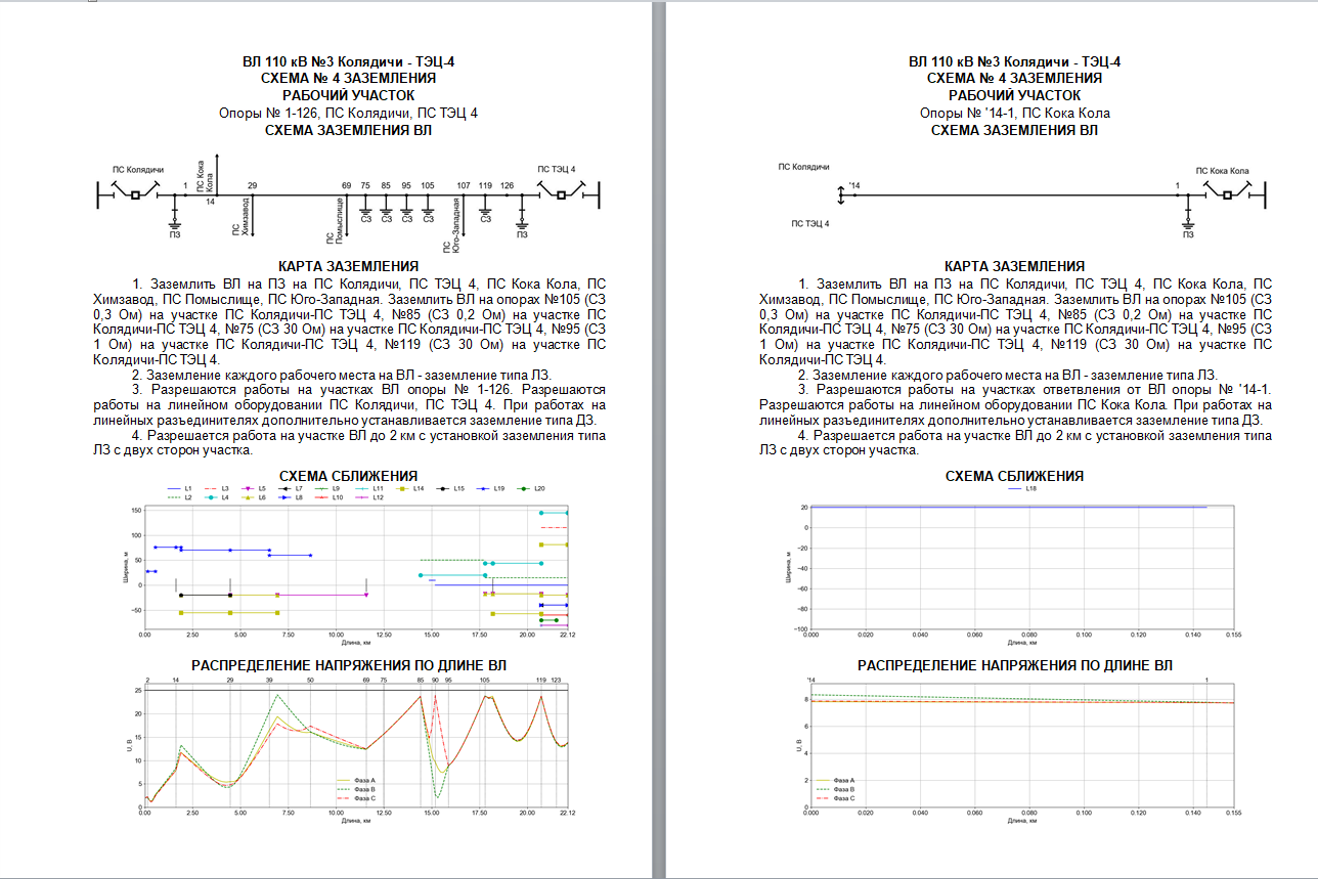 ВЛ 110 кВ №3 Колядичи - ТЭЦ-4
СХЕМА № 4 ЗАЗЕМЛЕНИЯ
РАБОЧИЙ УЧАСТОК
Опоры № 1-126, ПС Колядичи, ПС ТЭЦ 4
СХЕМА ЗАЗЕМЛЕНИЯ ВЛ
ПС Колядичи
ПС Кока Кола
ПС ТЭЦ 4
1 29 69 75 85 95 105 107 119 126
14
ПЗ
ПС Химзавод
ПС Помыслище
СЗ СЗ СЗ СЗ
ПС Юго-Западная
СЗ
ПЗ
КАРТА ЗАЗЕМЛЕНИЯ
1. Заземлить ВЛ на ПЗ на ПС Колядичи, ПС ТЭЦ 4, ПС Кока Кола, ПС
Химзавод, ПС Помыслище, ПС Юго-Западная. Заземлить ВЛ на опорах №105 (СЗ
0,3 Ом) на участке ПС Колядичи-ПС ТЭЦ 4, №85 (СЗ 0,2 Ом) на участке ПС
Колядичи-ПС ТЭЦ 4, №75 (СЗ 30 Ом) на участке ПС Колядичи-ПС ТЭЦ 4, №95 (СЗ
1 Ом) на участке ПС Колядичи-ПС ТЭЦ 4, №119 (СЗ 30 Ом) на участке ПС
Колядичи-ПС ТЭЦ 4.
2. Заземление каждого рабочего места на ВЛ - заземление типа ЛЗ.
3. Разрешаются работы на участках ВЛ опоры № 1-126. Разрешаются
работы на линейном оборудовании ПС Колядичи, ПС ТЭЦ 4. При работах на
линейных разъединителях дополнительно устанавливается заземление типа ДЗ.
4. Разрешается работа на участке ВЛ до 2 км с установкой заземления типа
ЛЗ с двух сторон участка.
СХЕМА СБЛИЖЕНИЯ
L1 L3 L5 L7 L9 L11 L14 L15 L19 L20
L2 L4 L6 L8 L10 L12
Ширина, м
150
100
50
0
−50
0.00 2.50 5.00 7.50 10.00 12.50 15.00 17.50 20.00 22.12
Длина, км
РАСПРЕДЕЛЕНИЕ НАПРЯЖЕНИЯ ПО ДЛИНЕ ВЛ
2 14 29 39 50 69 75 85 90 95 105 119 123
U, В
25
20
15
10
5
0
Фаза A
Фаза B
Фаза C
0.00 2.50 5.00 7.50 10.00 12.50 15.00 17.50 20.00 22.12
Длина, км
ВЛ 110 кВ №3 Колядичи - ТЭЦ-4
СХЕМА № 4 ЗАЗЕМЛЕНИЯ
РАБОЧИЙ УЧАСТОК
Опоры № '14-1, ПС Кока Кола
СХЕМА ЗАЗЕМЛЕНИЯ ВЛ
ПС Колядичи
ПС Кока Кола
'14 1
ПС ТЭЦ 4
ПЗ
КАРТА ЗАЗЕМЛЕНИЯ
1. Заземлить ВЛ на ПЗ на ПС Колядичи, ПС ТЭЦ 4, ПС Кока Кола, ПС
Химзавод, ПС Помыслище, ПС Юго-Западная. Заземлить ВЛ на опорах №105 (СЗ
0,3 Ом) на участке ПС Колядичи-ПС ТЭЦ 4, №85 (СЗ 0,2 Ом) на участке ПС
Колядичи-ПС ТЭЦ 4, №75 (СЗ 30 Ом) на участке ПС Колядичи-ПС ТЭЦ 4, №95 (СЗ
1 Ом) на участке ПС Колядичи-ПС ТЭЦ 4, №119 (СЗ 30 Ом) на участке ПС
Колядичи-ПС ТЭЦ 4.
2. Заземление каждого рабочего места на ВЛ - заземление типа ЛЗ.
3. Разрешаются работы на участках ответвления от ВЛ опоры № '14-1.
Разрешаются работы на линейном оборудовании ПС Кока Кола. При работах на
линейных разъединителях дополнительно устанавливается заземление типа ДЗ.
4. Разрешается работа на участке ВЛ до 2 км с установкой заземления типа
ЛЗ с двух сторон участка.
СХЕМА СБЛИЖЕНИЯ
L18
Ширина, м
20
0
−20
−40
−60
−80
−100
0.000 0.020 0.040 0.060 0.080 0.100 0.120 0.140 0.155
Длина, км
РАСПРЕДЕЛЕНИЕ НАПРЯЖЕНИЯ ПО ДЛИНЕ ВЛ
'14 1
U, В
8
6
4
2
0
Фаза A
Фаза B
Фаза C
0.000 0.020 0.040 0.060 0.080 0.100 0.120 0.140 0.155
Длина, км